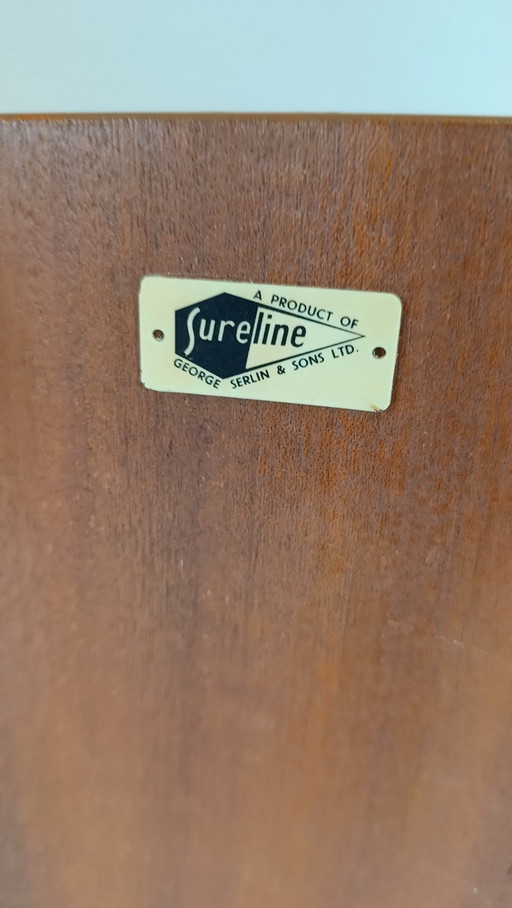 A PRODUCT OF
Sureline
GEORGE SERLIN & SONS LTD.